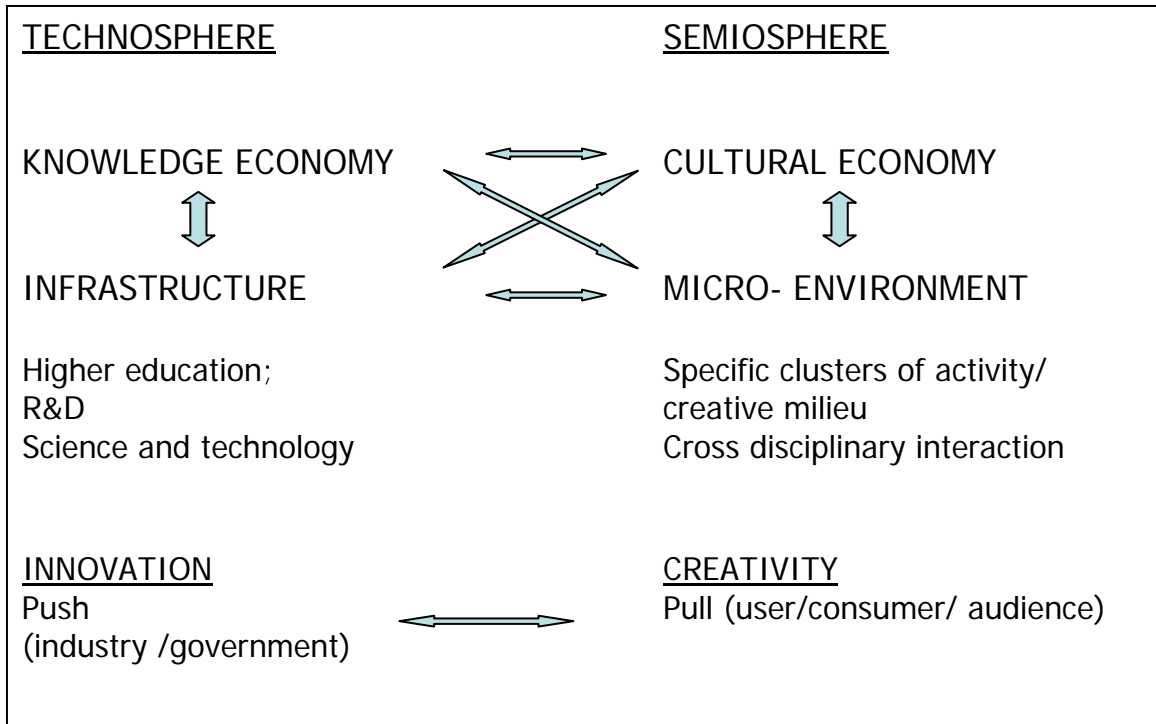 TECHNOSPHERE
SEMIOSPHERE
KNOWLEDGE ECONOMY
CULTURAL ECONOMY
INFRASTRUCTURE
MICRO- ENVIRONMENT
Higher education;
R&D
Science and technology
Specific clusters of activity/
creative milieu
Cross disciplinary interaction
INNOVATION
Push
(industry /government)
CREATIVITY
Pull (user/consumer/ audience)